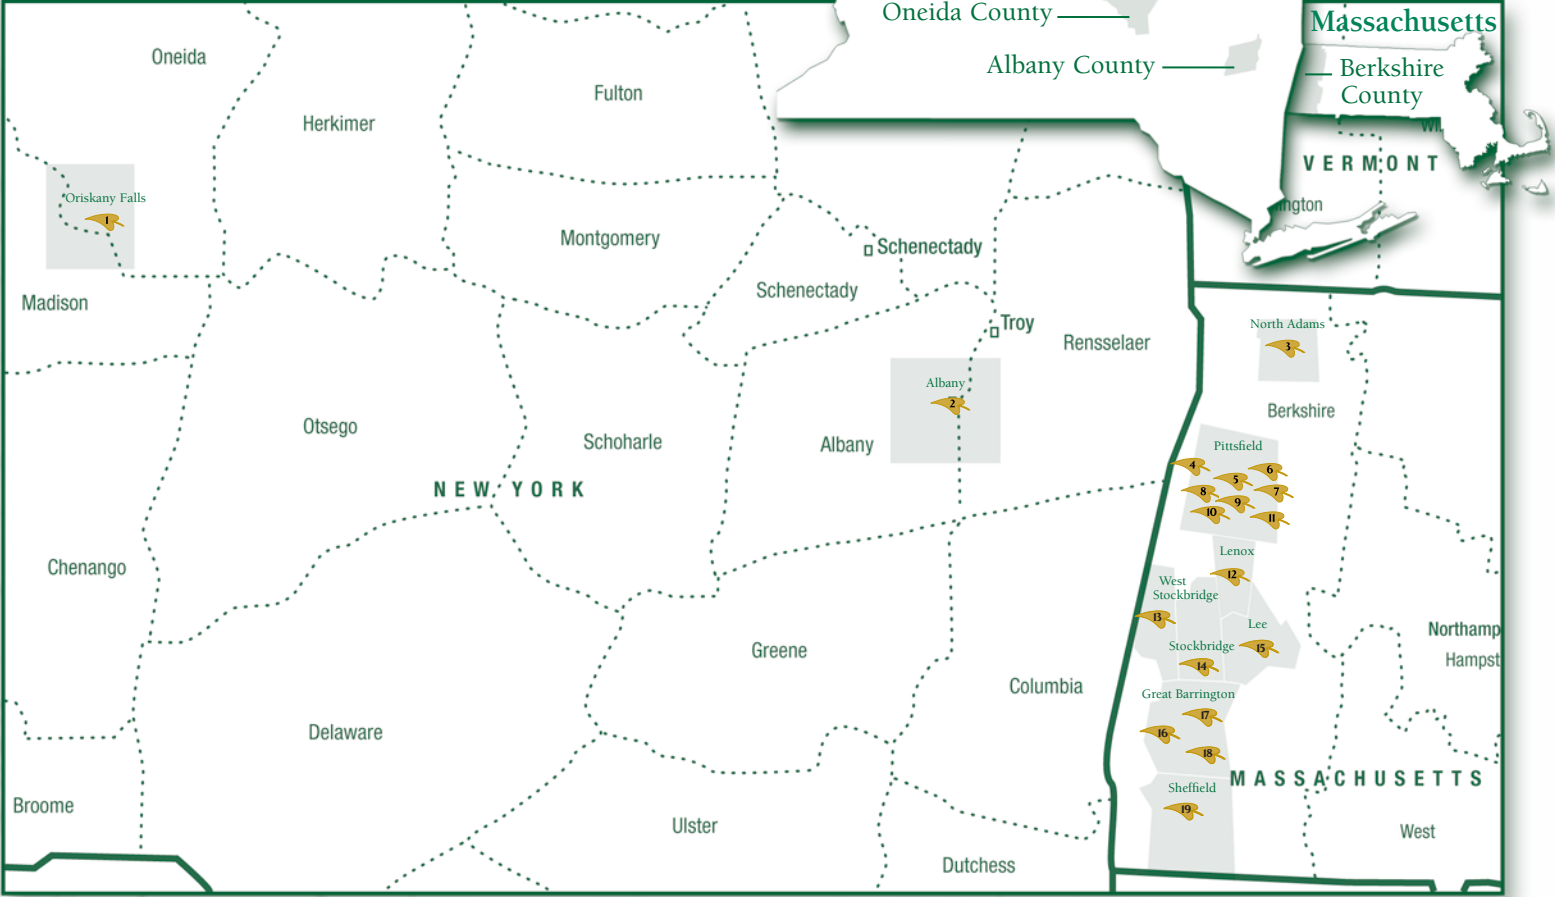 Oneida County
Albany County
Massachusetts
Berkshire
County
Oneida
Herkimer
Fulton
VERMONT
ington
Oriskany Falls
1
Montgomery
Schenectady
Schenectady
Madison
Troy
Rensselaer
North Adams
3
Albany
2
Berkshire
Otsego
Schoharle
Albany
NEW YORK
Pittsfield
4
6
5
8
7
9
10
11
Lenox
12
Chenango
West
Stockbridge
13
Lee
15
Stockbridge
14
Northamp
Hampst
Greene
Columbia
Great Barrington
17
16
18
Delaware
MASSACHUSETTS
Sheffield
19
Broome
Ulster
West
Dutchess